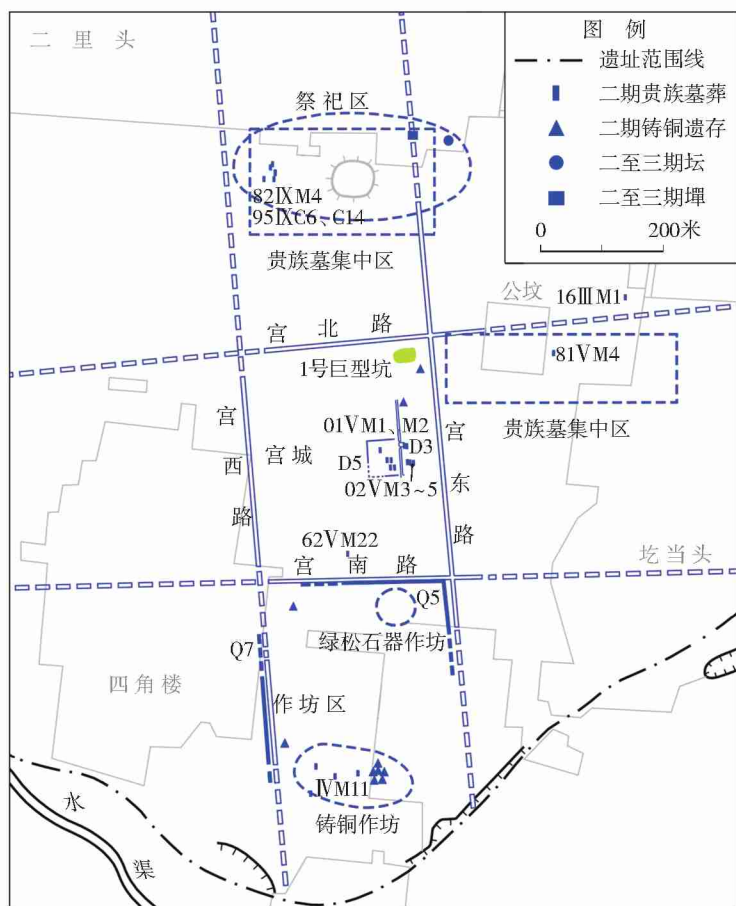 二里头
图 例
遗址范围线
二期贵族墓葬
二期铸铜遗存
二至三期坛
二至三期墠
0 200米
祭祀区
82ⅨM4
95ⅨC6、C14
贵族墓集中区
公坟
16ⅢM1
宫北路
1号巨型坑
81ⅤM4
贵族墓集中区
宫西路
宫城
01ⅤM1、M2
D3
D5
02ⅤM3~5
宫东路
62ⅤM22
宫南路
圪当头
Q5
绿松石器作坊
Q7
四角楼
作坊区
ⅣM11
铸铜作坊
水渠